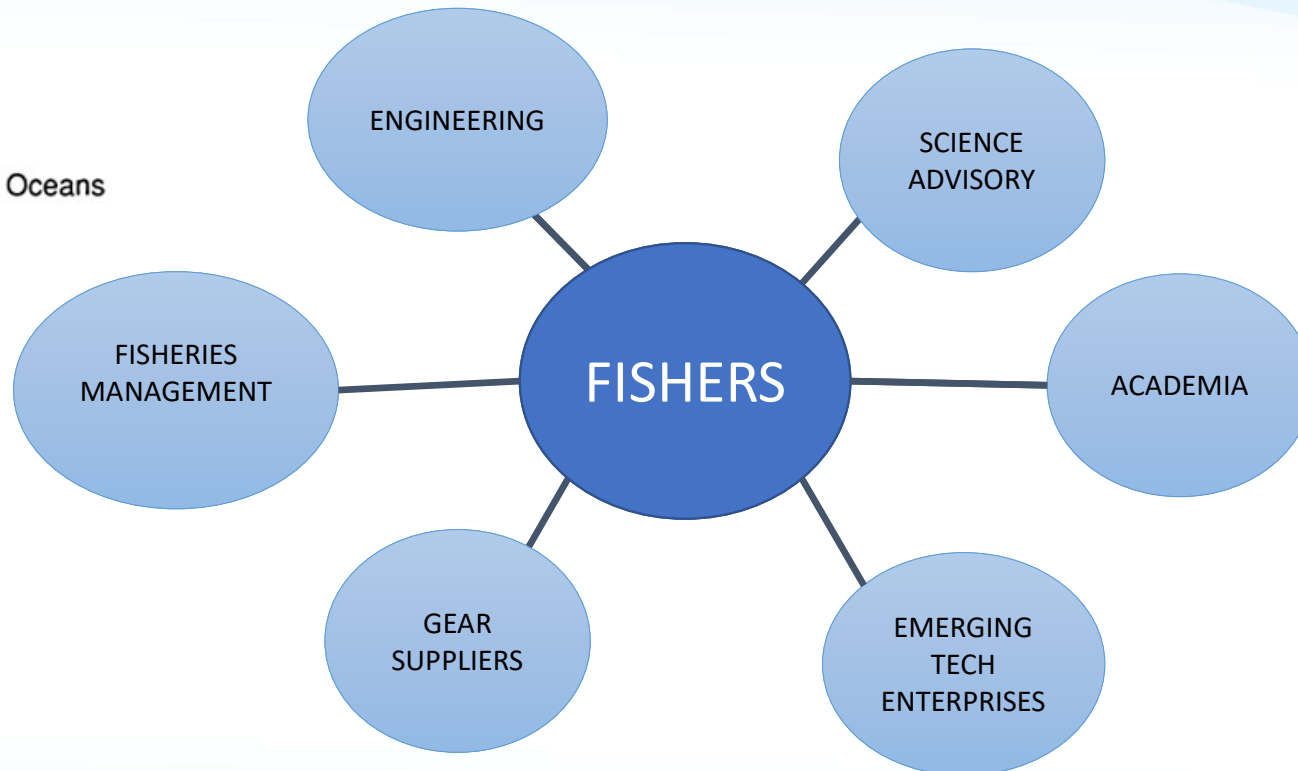 ENGINEERING
SCIENCE
ADVISORY
Oceans
FISHERIES
MANAGEMENT
FISHERS
ACADEMIA
GEAR
SUPPLIERS
EMERGING
TECH
ENTERPRISES